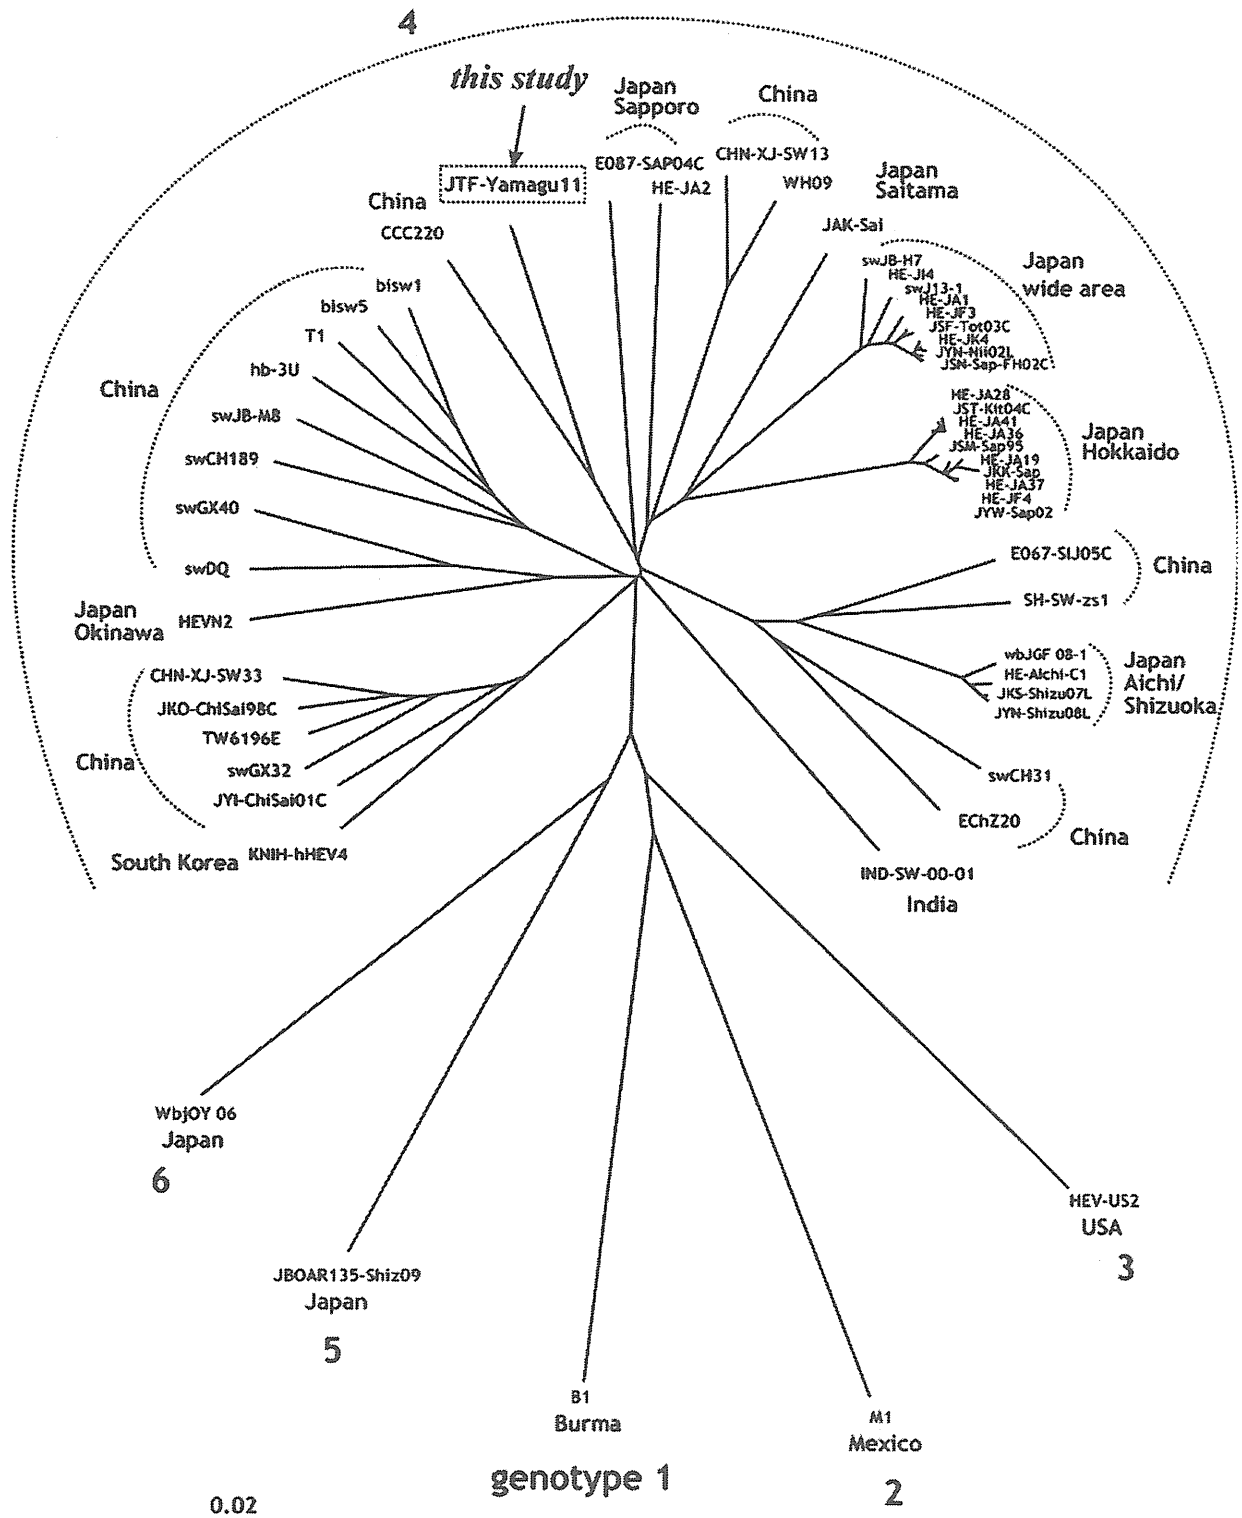 4
this study
JTF-Yamagu11
Japan
Sapporo
E087-SAP04C
HE-JA2
China
CHN-XJ-SW13
WH09
Japan
Saitama
JAK-Sai
Japan
wide area
swJB-H7
HE-JI4
swJ13-1
HE-JA1
HE-JF3
JSF-Tot03C
HE-JK4
JYN-Nii02L
JSN-Sap-FH02C
Japan
Hokkaido
HE-JA28
JST-Kit04C
HE-JA41
HE-JA36
JSM-Sap95
HE-JA19
JKK-Sap
HE-JA37
HE-JF4
JYW-Sap02
E067-SIJ05C
SH-SW-zs1
China
wbJGF 08-1
HE-Aichi-C1
JKS-Shizu07L
JYN-Shizu08L
Japan
Aichi/
Shizuoka
swCH31
EChZ20
China
IND-SW-00-01
India
China
CCC220
bisw1
bisw5
T1
hb-3U
swJB-M8
swCH189
swGX40
swDQ
China
Japan
Okinawa
HEVN2
CHN-XJ-SW33
JKO-ChiSai98C
TW6196E
swGX32
JYI-ChiSai01C
China
South Korea
KNIH-hHEV4
WbjOY 06
Japan
6
JBOAR135-Shiz09
Japan
5
B1
Burma
genotype 1
M1
Mexico
2
HEV-US2
USA
3
0.02